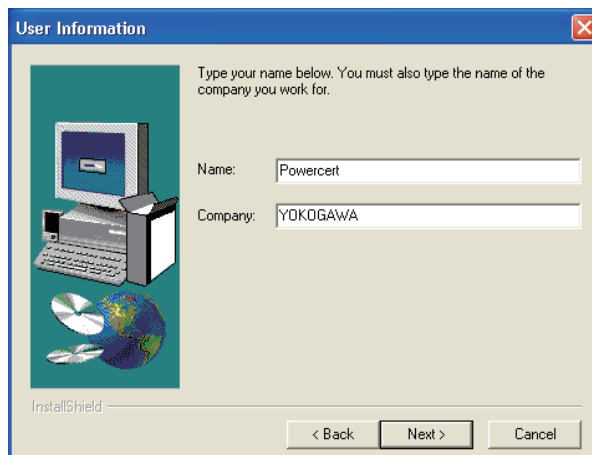 User Information
Type your name below. You must also type the name of the
company you work for.
Name: Powercert
Company: YOKOGAWA
InstallShield
< Back Next > Cancel